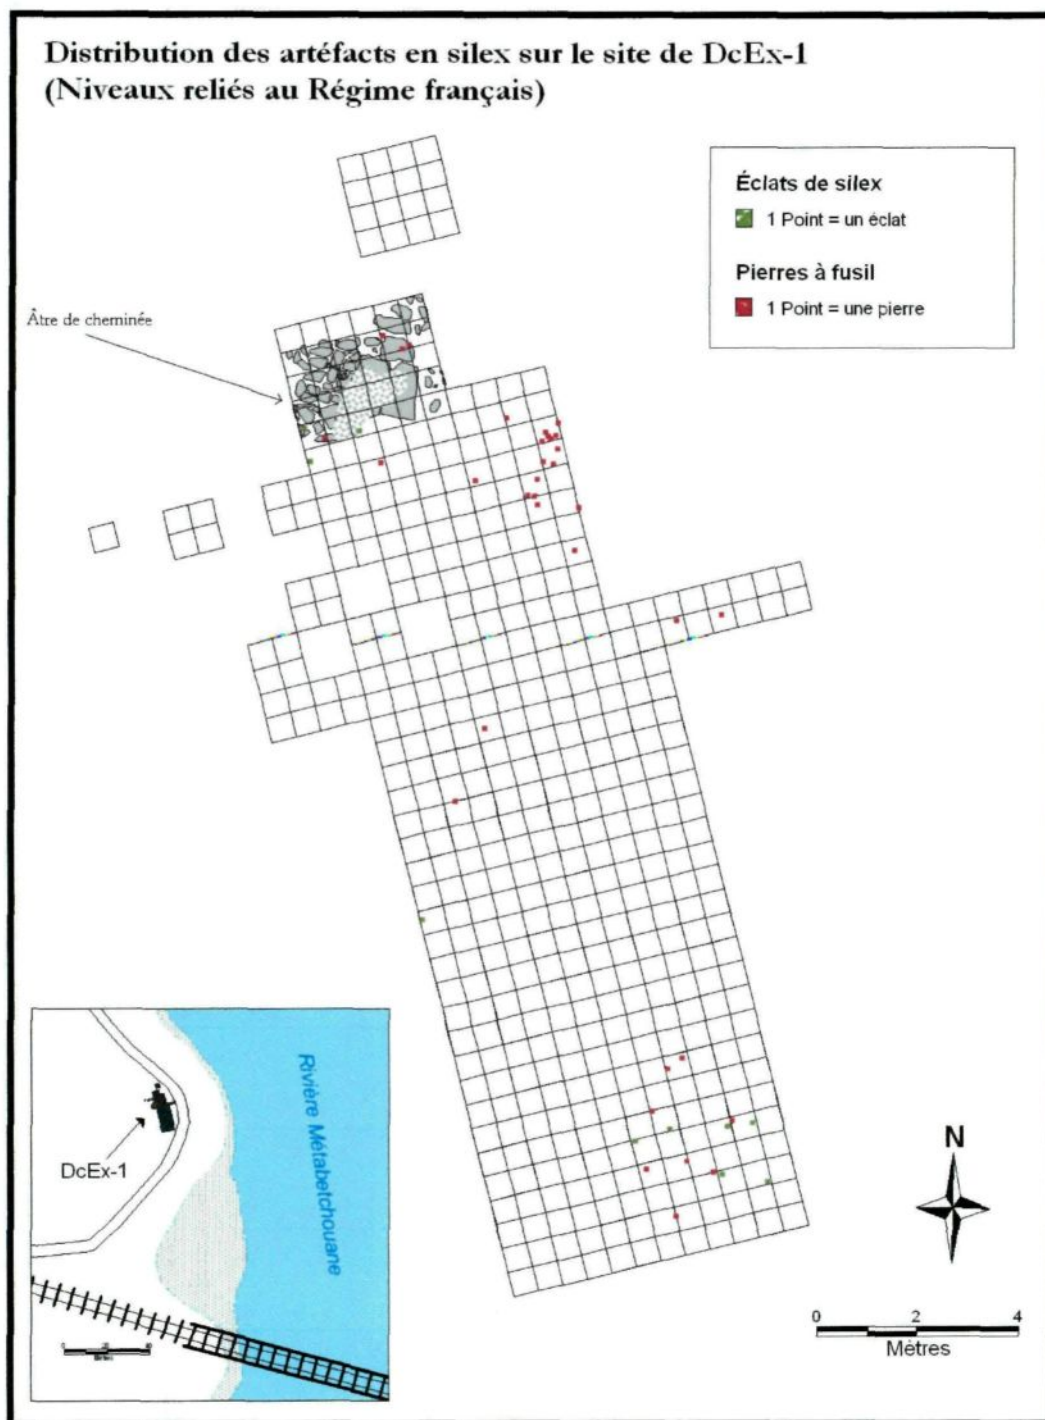 Distribution des artéfacts en silex sur le site de DcEx-1
(Niveaux reliés au Régime français)
Éclats de silex
1 Point = un éclat
Pierres à fusil
1 Point = une pierre
Âtre de cheminée
Rivière Métabetchouane
DcEx-1
N
0 2 4
Mètres